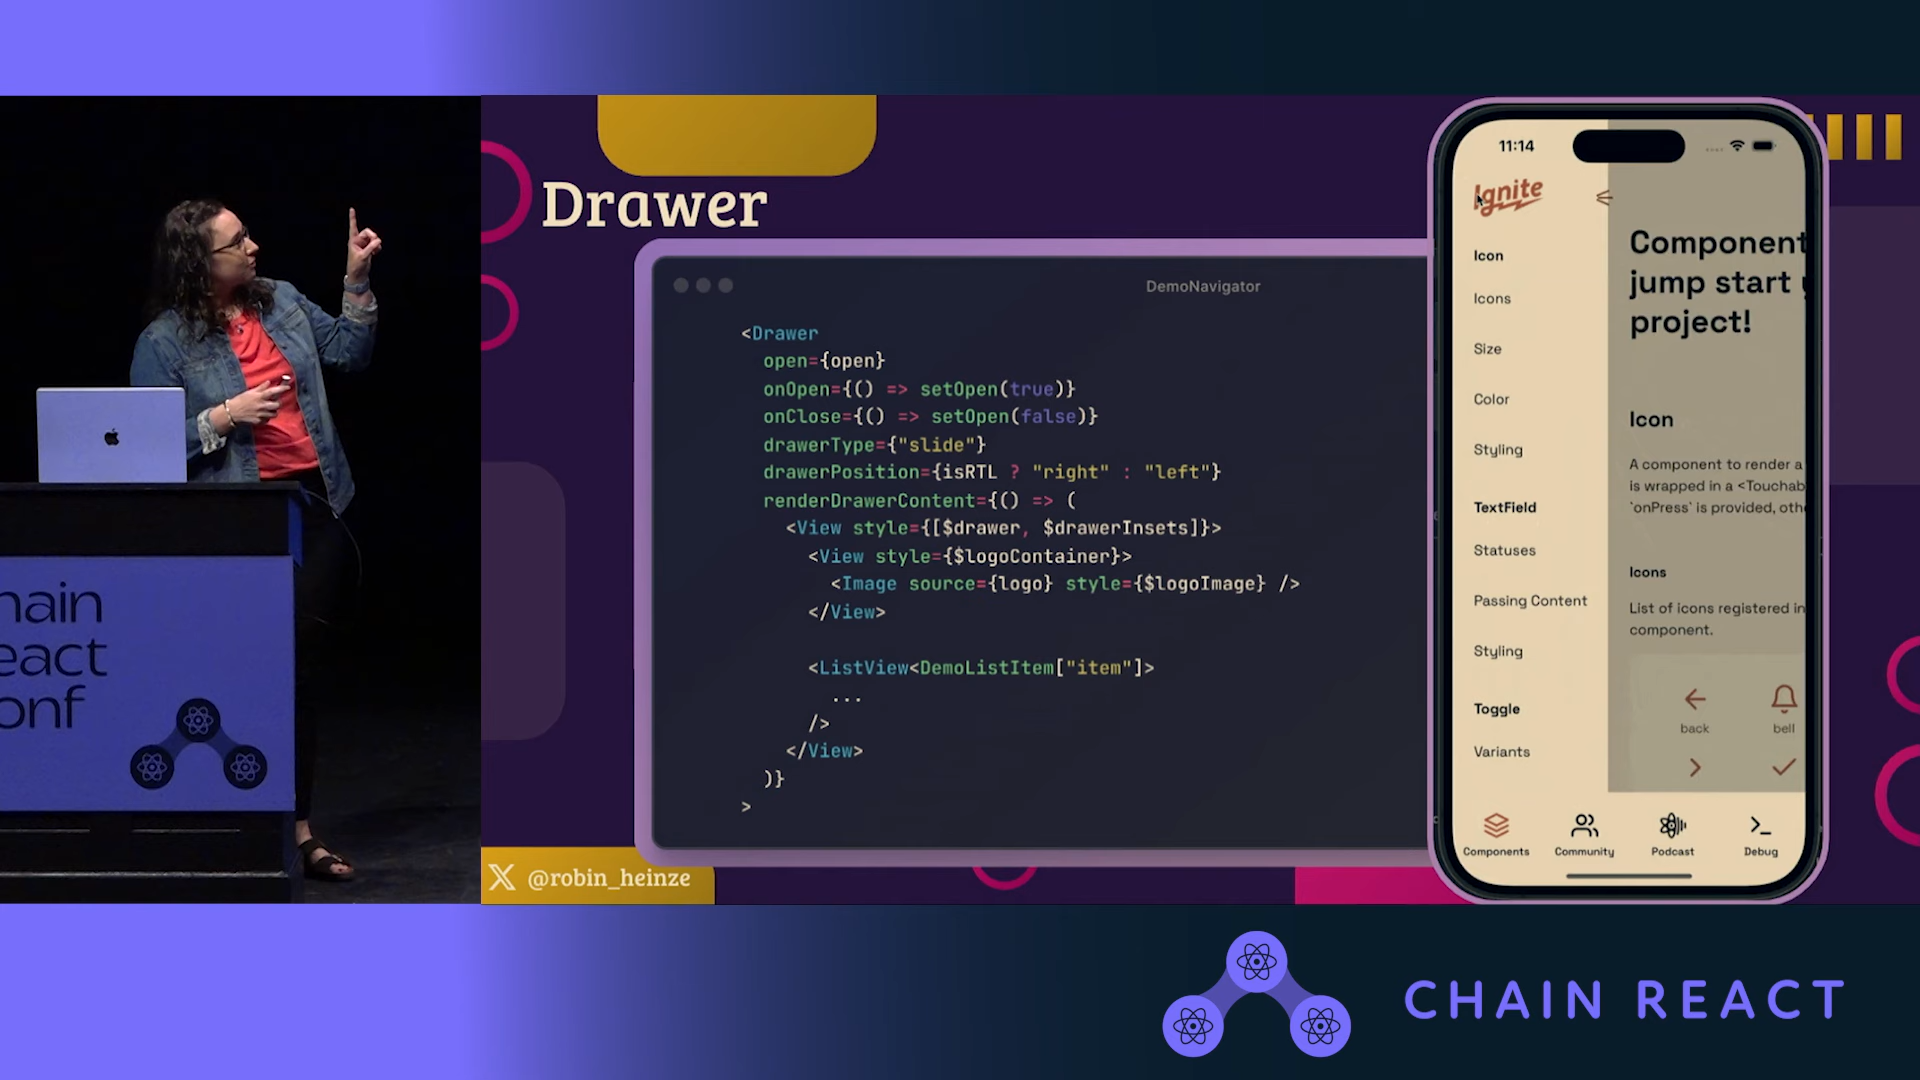 hain
eact
onf
Drawer
DemoNavigator
<Drawer
open={open}
onOpen={() => setOpen(true)}
onClose={() => setOpen(false)}
drawerType={"slide"}
drawerPosition={isRTL ? "right" : "left"}
renderDrawerContent={() => (
<View style={[$drawer, $drawerInsets]}>
<View style={$logoContainer}>
<Image source={logo} style={$logoImage} />
</View>
<ListView<DemoListItem["item"]>
...
/>
</View>
)}
>
@robin_heinze
11:14
Ignite
Icon
Icons
Size
Color
Styling
TextField
Statuses
Passing Content
Styling
Toggle
Variants
Component
jump start
project!
Icon
A component to render a
is wrapped in a <Touchab
`onPress` is provided, oth
Icons
List of icons registered in
component.
back
bell
Components
Community
Podcast
Debug
CHAIN REACT